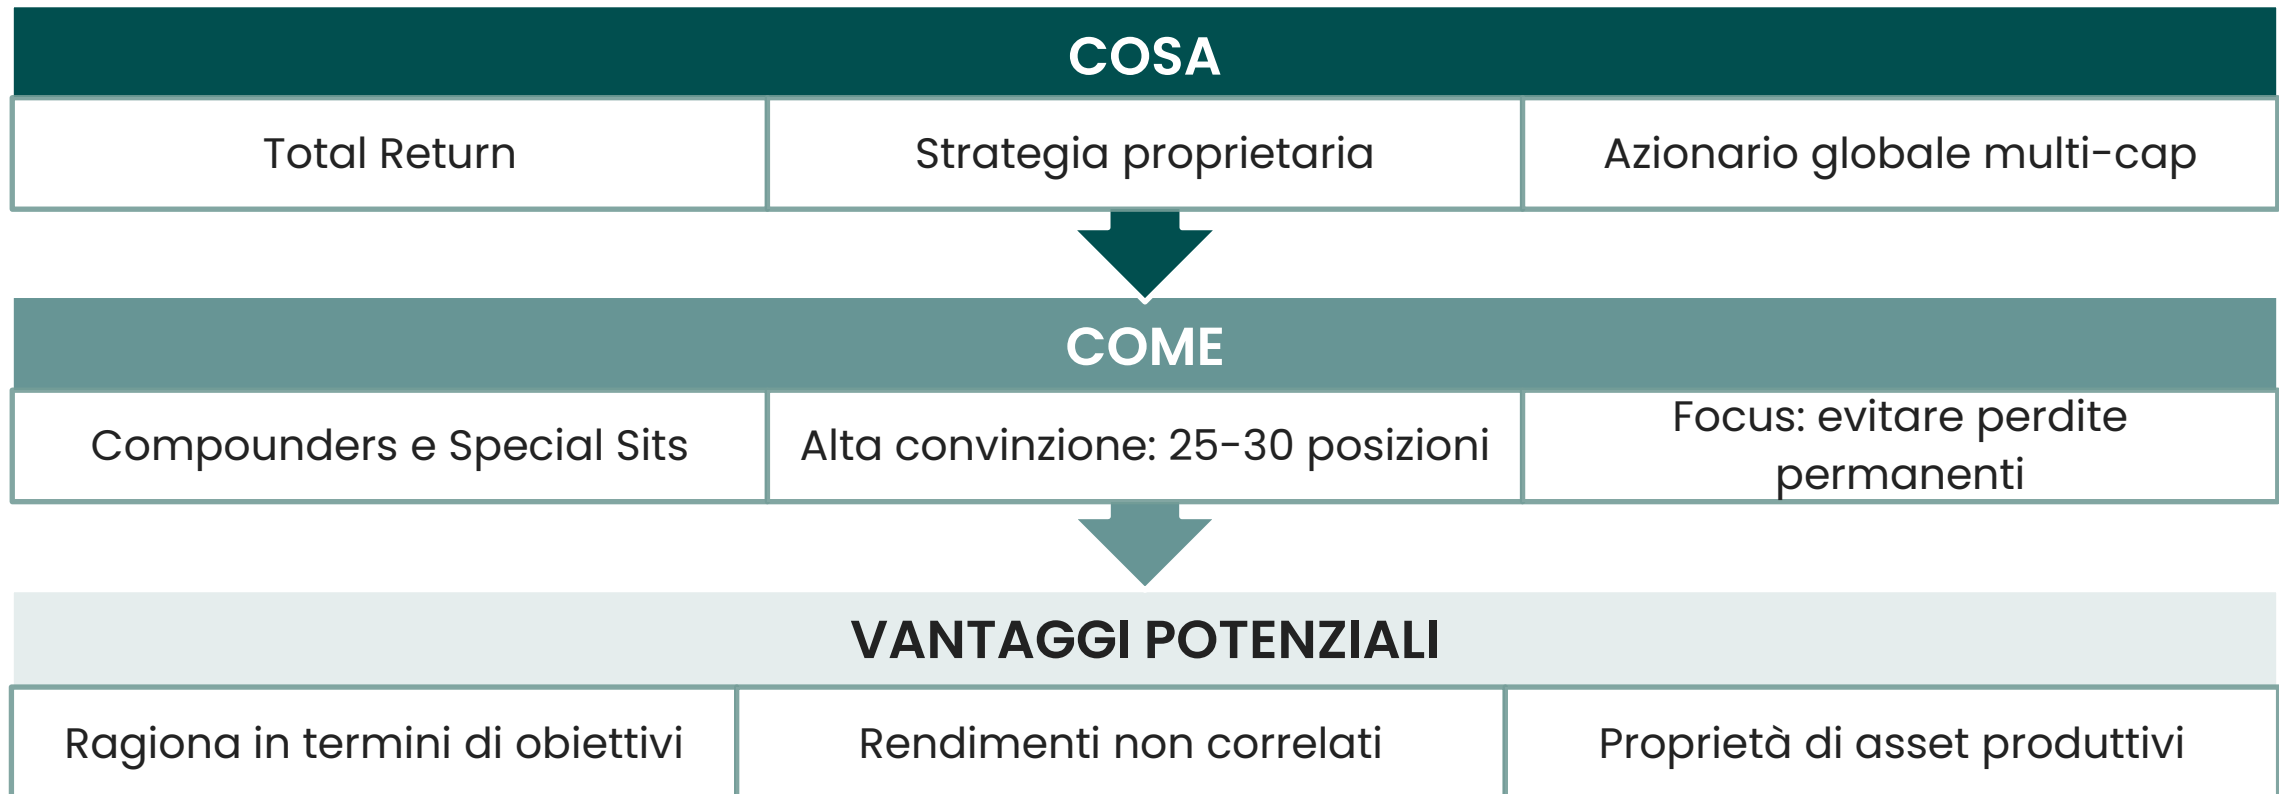 COSA
Total Return
Strategia proprietaria
Azionario globale multi-cap
COME
Compounders e Special Sits
Alta convinzione: 25-30 posizioni
Focus: evitare perdite
permanenti
VANTAGGI POTENZIALI
Ragiona in termini di obiettivi
Rendimenti non correlati
Proprietà di asset produttivi